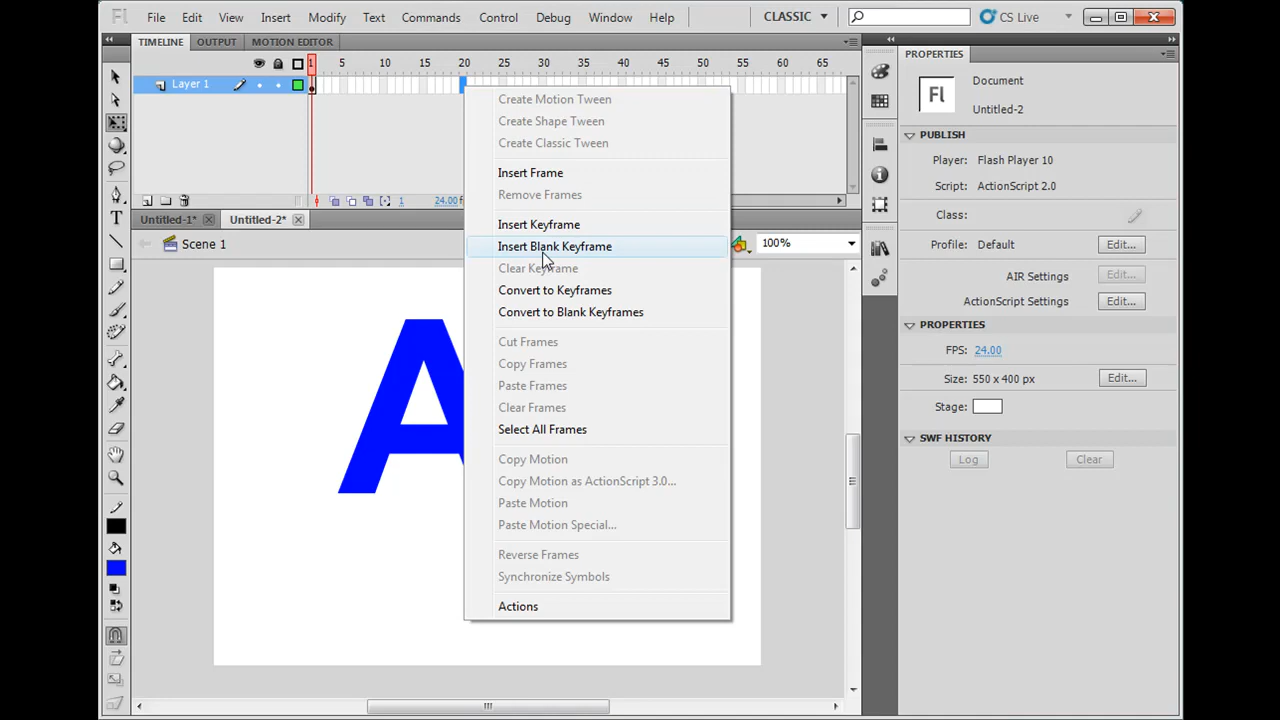 Fl File Edit View Insert Modify Text Commands Control Debug Window Help CLASSIC CS Live
TIMELINE OUTPUT MOTION EDITOR
1 5 10 15 20 25 30 35 40 45 50 55 60 65
Layer 1
1 24.00f
Untitled-1* Untitled-2*
Scene 1 100%
A
Create Motion Tween
Create Shape Tween
Create Classic Tween
Insert Frame
Remove Frames
Insert Keyframe
Insert Blank Keyframe
Clear Keyframe
Convert to Keyframes
Convert to Blank Keyframes
Cut Frames
Copy Frames
Paste Frames
Clear Frames
Select All Frames
Copy Motion
Copy Motion as ActionScript 3.0...
Paste Motion
Paste Motion Special...
Reverse Frames
Synchronize Symbols
Actions
PROPERTIES
Fl Document
Untitled-2
PUBLISH
Player: Flash Player 10
Script: ActionScript 2.0
Class:
Profile: Default Edit...
AIR Settings Edit...
ActionScript Settings Edit...
PROPERTIES
FPS: 24.00
Size: 550 x 400 px Edit...
Stage:
SWF HISTORY
Log Clear